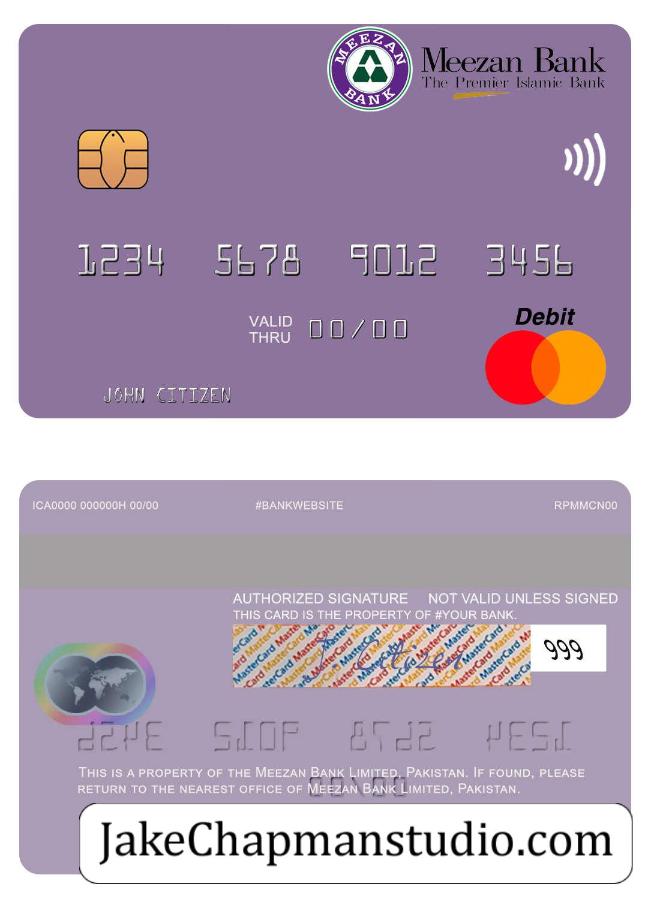 MEEZAN BANK
Meezan Bank
The Premier Islamic Bank
1234 5678 9012 3456
VALID THRU 00/00
Debit
JOHN CITIZEN
ICA0000 000000H 00/00 #BANKWEBSITE RPMMCN00
AUTHORIZED SIGNATURE NOT VALID UNLESS SIGNED
THIS CARD IS THE PROPERTY OF #YOUR BANK.
MasterCard MasterCard MasterCard
J Citizen
999
THIS IS A PROPERTY OF THE MEEZAN BANK LIMITED, PAKISTAN. IF FOUND, PLEASE
RETURN TO THE NEAREST OFFICE OF MEEZAN BANK LIMITED, PAKISTAN.
JakeChapmanstudio.com